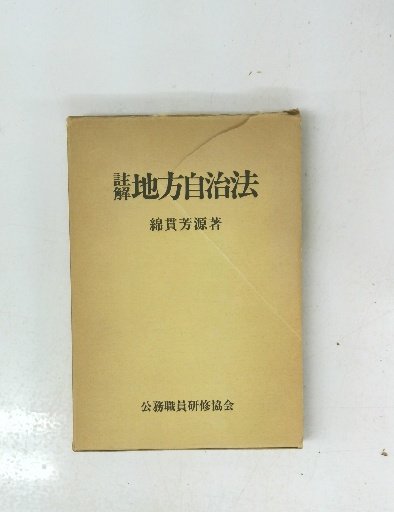 註解地方自治法
綿貫芳源著
公務職員研修協会